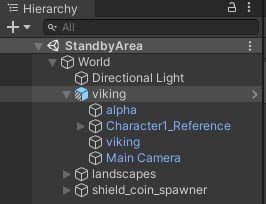 Hierarchy
All
StandbyArea
World
Directional Light
viking
alpha
Character1_Reference
viking
Main Camera
landscapes
shield_coin_spawner